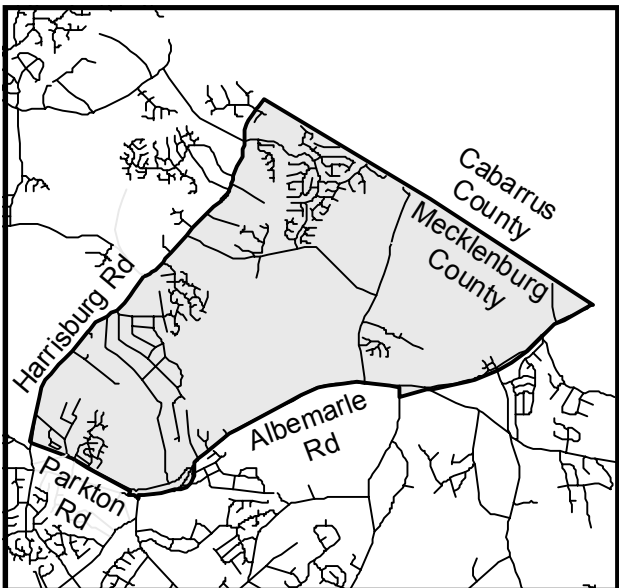 Cabarrus
County
Mecklenburg
County
Harrisburg Rd
Albemarle
Rd
Parkton
Rd